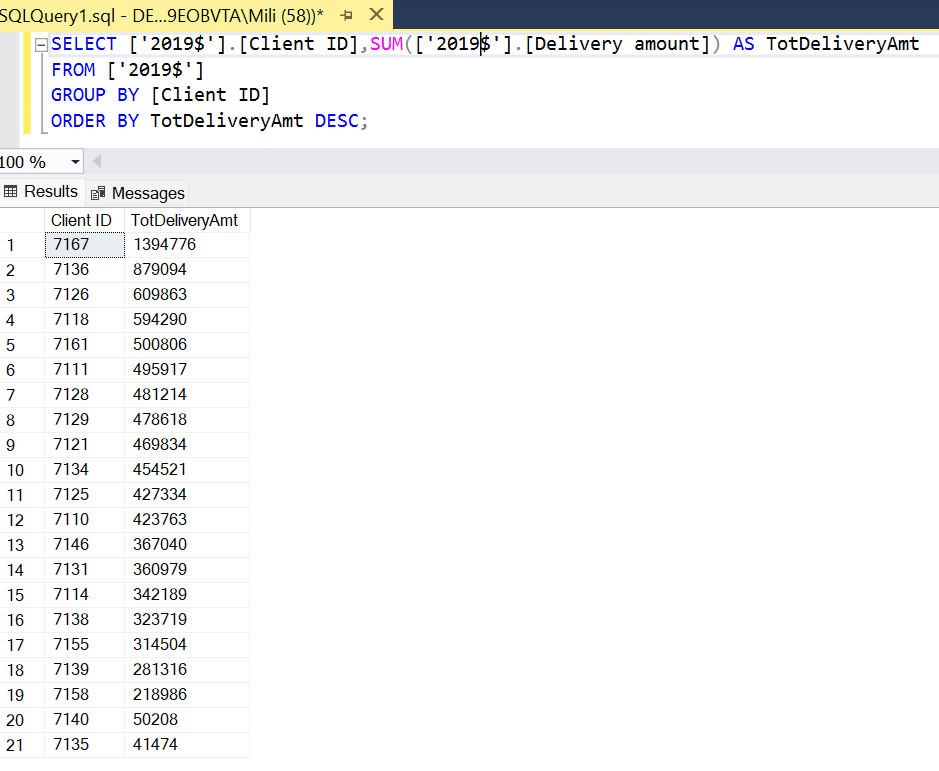 SQLQuery1.sql - DE...9EOBVTA\Mili (58))*
SELECT ['2019$'].[Client ID],SUM(['2019$'].[Delivery amount]) AS TotDeliveryAmt
FROM ['2019$']
GROUP BY [Client ID]
ORDER BY TotDeliveryAmt DESC;
100 %
Results Messages
Client ID TotDeliveryAmt
1 7167 1394776
2 7136 879094
3 7126 609863
4 7118 594290
5 7161 500806
6 7111 495917
7 7128 481214
8 7129 478618
9 7121 469834
10 7134 454521
11 7125 427334
12 7110 423763
13 7146 367040
14 7131 360979
15 7114 342189
16 7138 323719
17 7155 314504
18 7139 281316
19 7158 218986
20 7140 50208
21 7135 41474